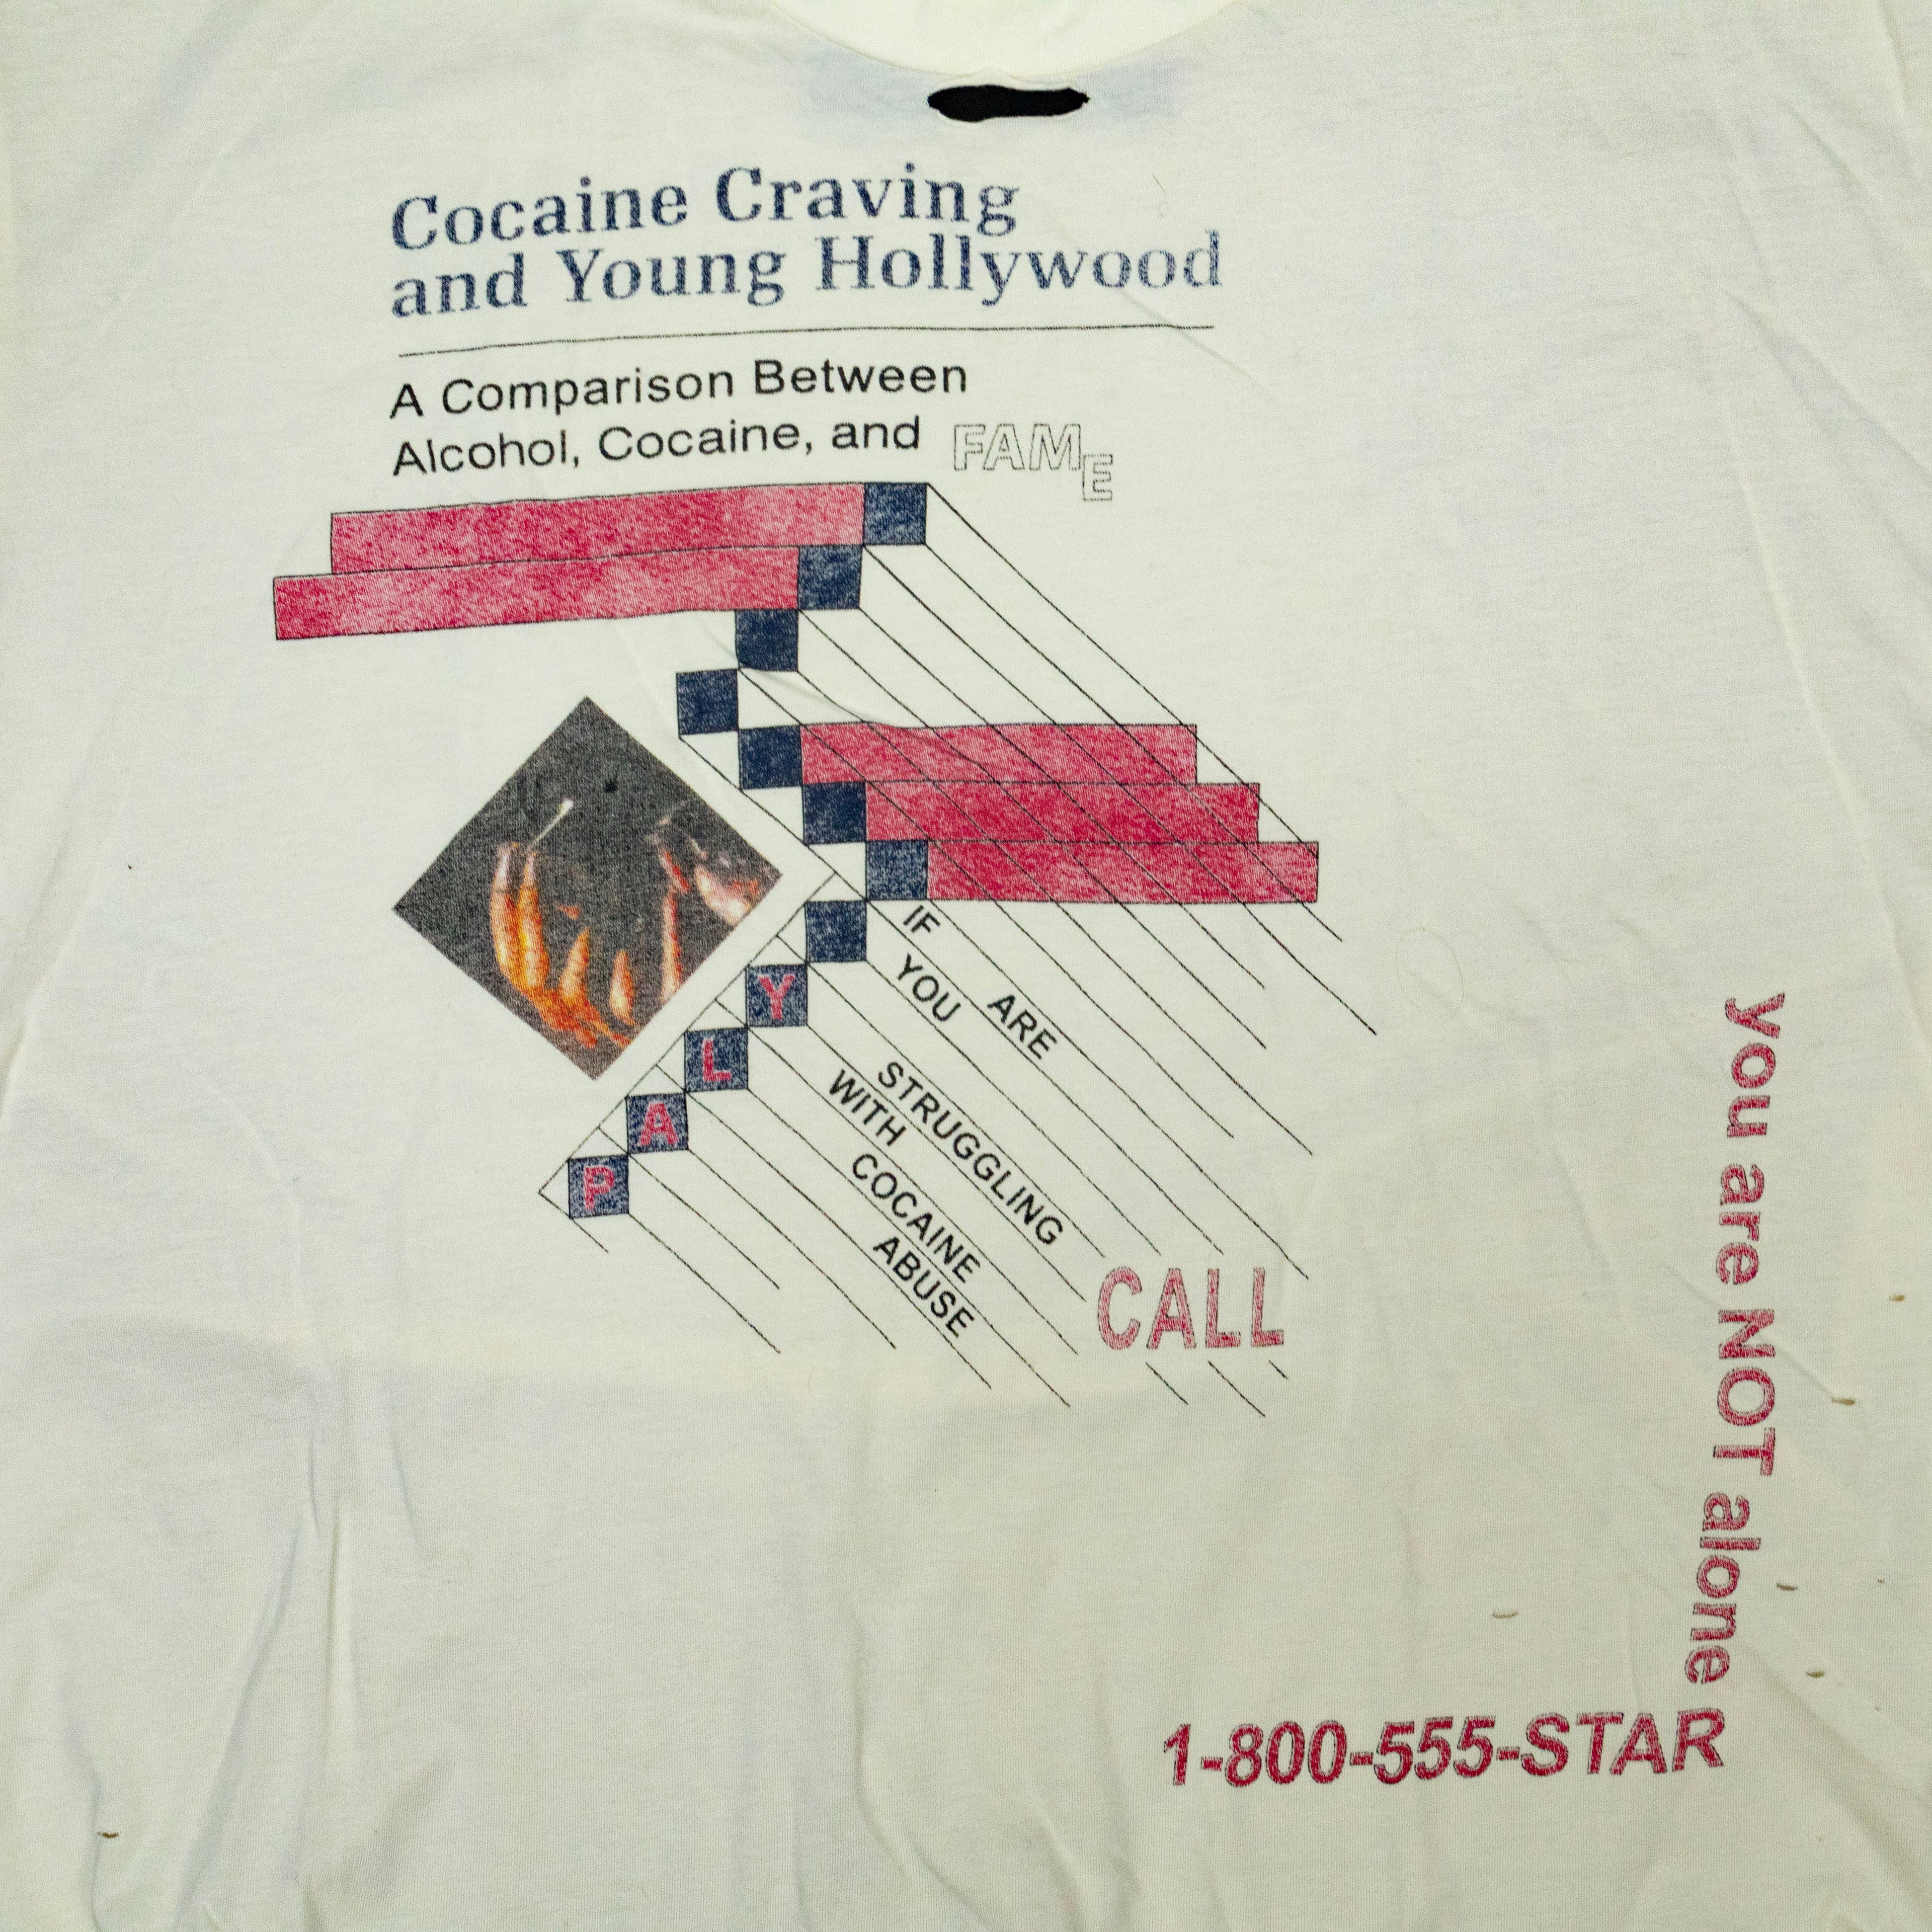 Cocaine Craving
and Young Hollywood
A Comparison Between
Alcohol, Cocaine, and FAME
IF
YOU ARE
STRUGGLING
WITH COCAINE
ABUSE
Y
L
A
P
CALL
you are NOT alone
1-800-555-STAR